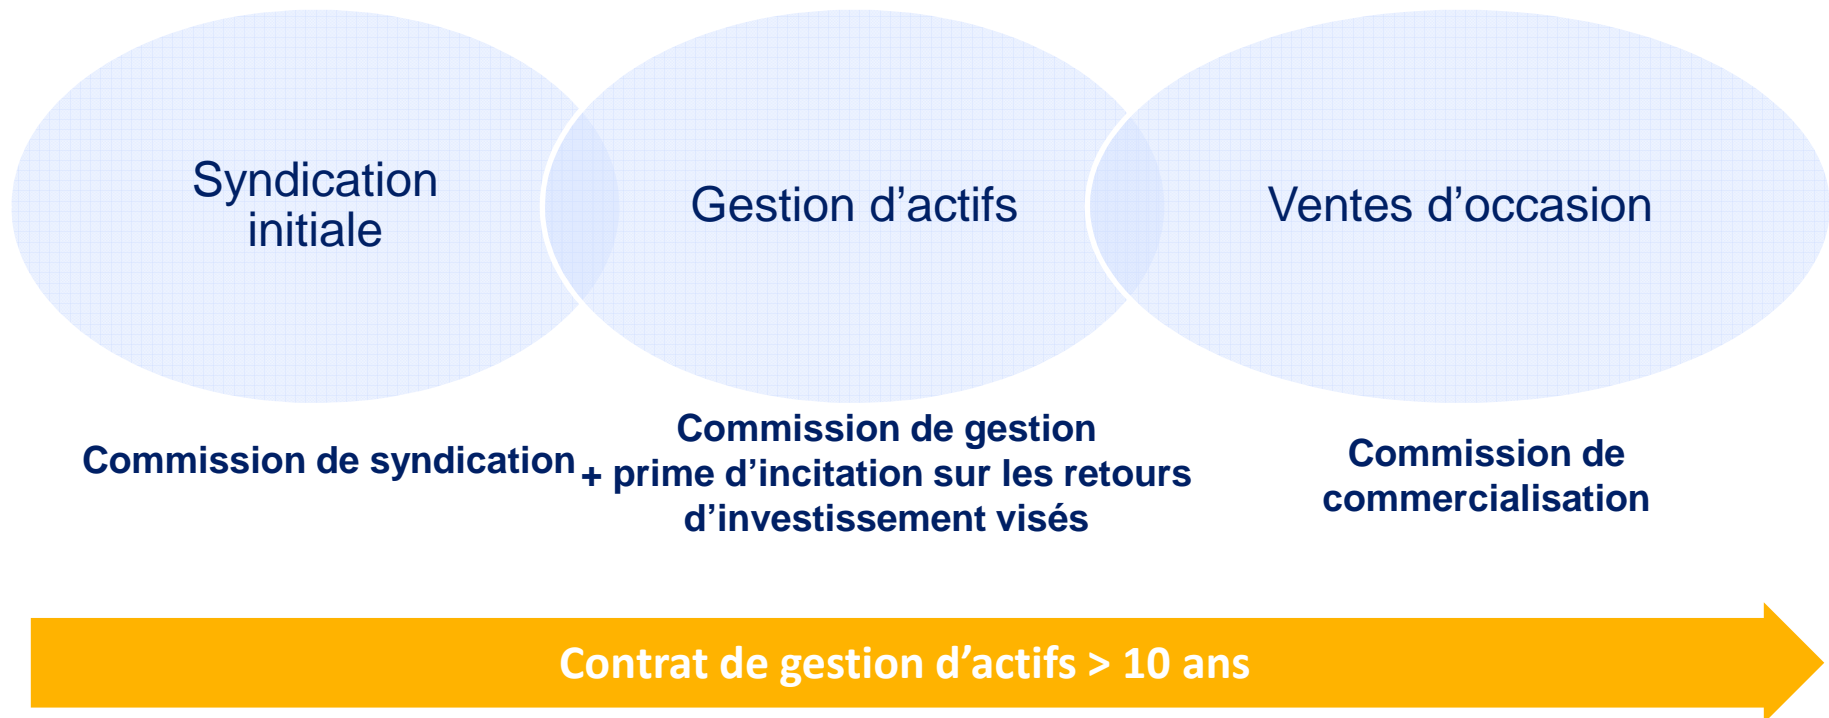 Syndication
initiale
Gestion d’actifs
Ventes d’occasion
Commission de syndication
Commission de gestion
+ prime d’incitation sur les retours
d’investissement visés
Commission de
commercialisation
Contrat de gestion d’actifs > 10 ans